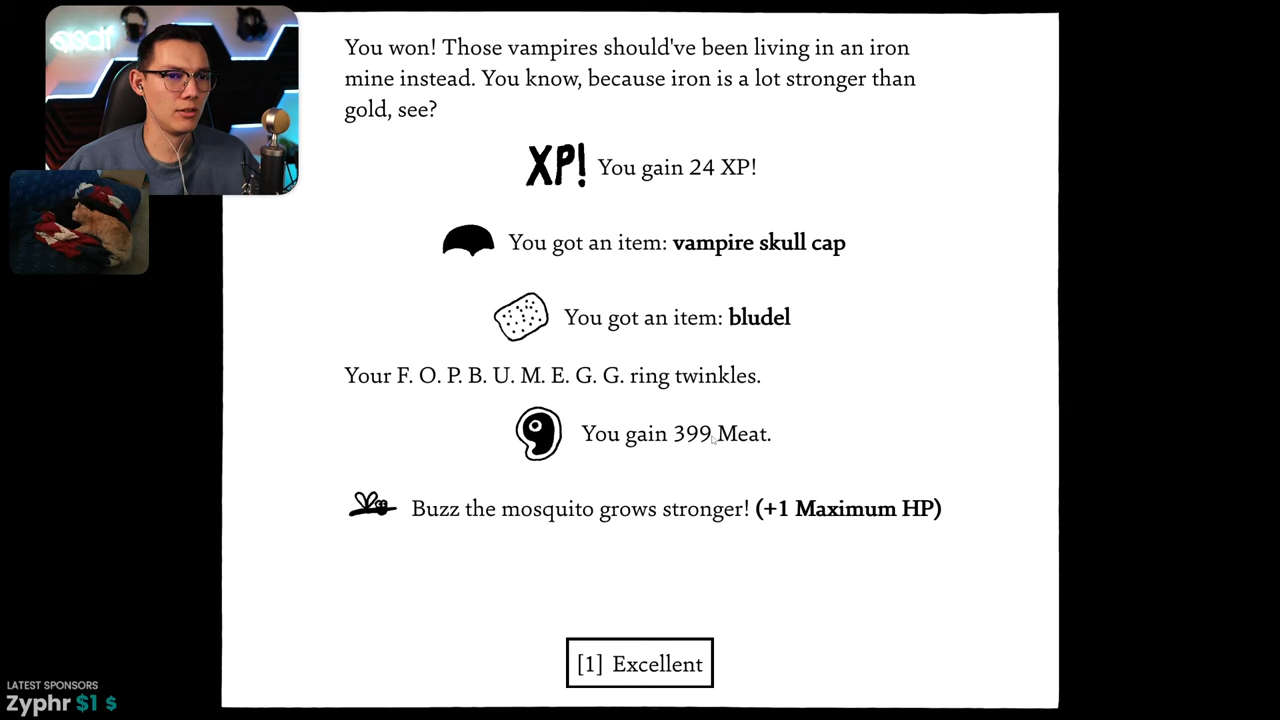 You won! Those vampires should've been living in an iron
mine instead. You know, because iron is a lot stronger than
gold, see?
XP! You gain 24 XP!
You got an item: vampire skull cap
You got an item: bludel
Your F. O. P. B. U. M. E. G. G. ring twinkles.
You gain 399 Meat.
Buzz the mosquito grows stronger! (+1 Maximum HP)
[1] Excellent
LATEST SPONSORS
Zyphr $1 $